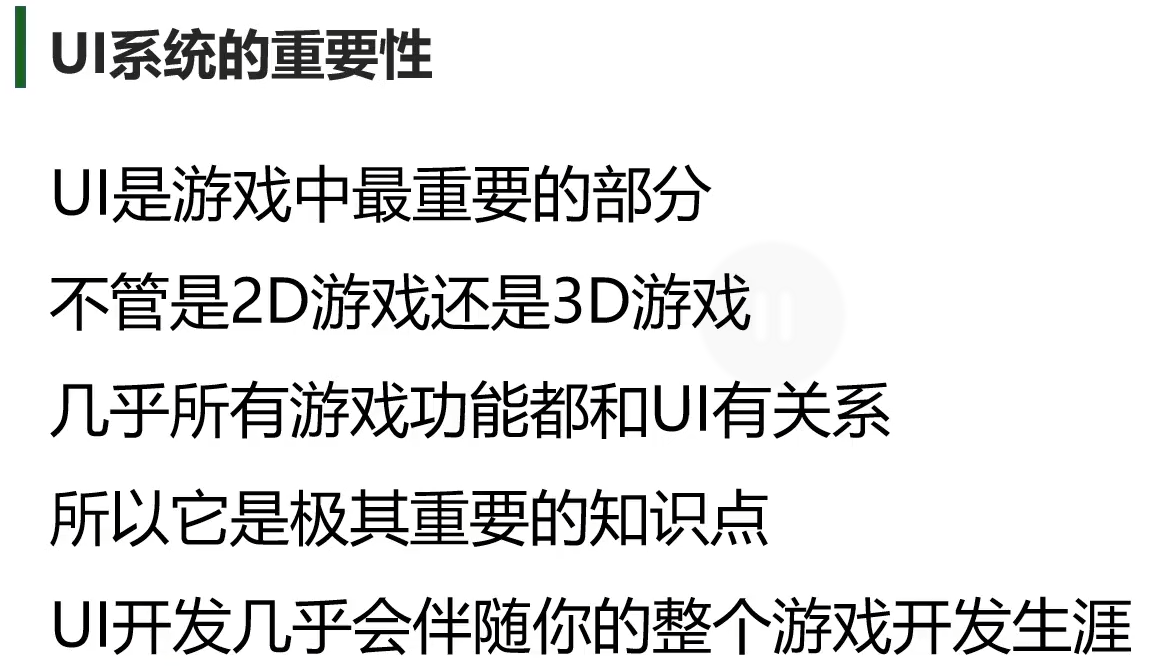 UI系统的重要性
UI是游戏中最重要的部分
不管是2D游戏还是3D游戏
几乎所有游戏功能都和UI有关系
所以它是极其重要的知识点
UI开发几乎会伴随你的整个游戏开发生涯